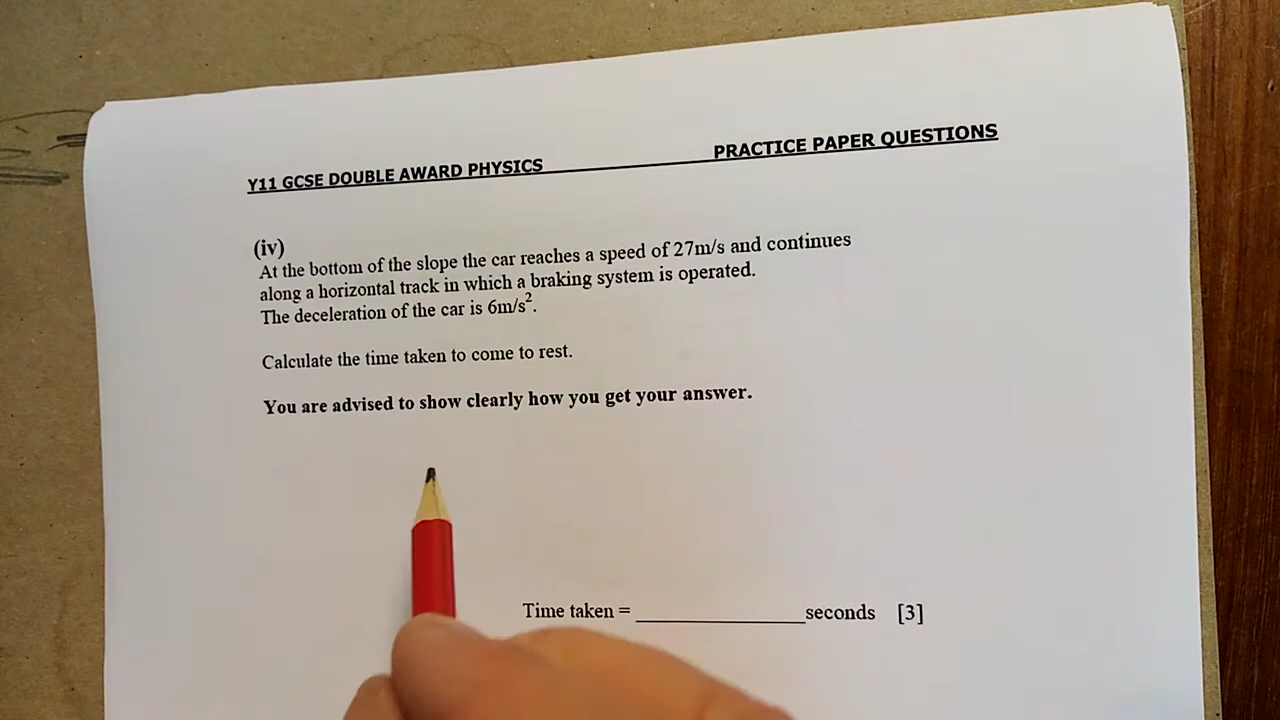 Y11 GCSE DOUBLE AWARD PHYSICS PRACTICE PAPER QUESTIONS
(iv)
At the bottom of the slope the car reaches a speed of 27m/s and continues
along a horizontal track in which a braking system is operated.
The deceleration of the car is 6m/s².
Calculate the time taken to come to rest.
You are advised to show clearly how you get your answer.
Time taken = ________________ seconds [3]